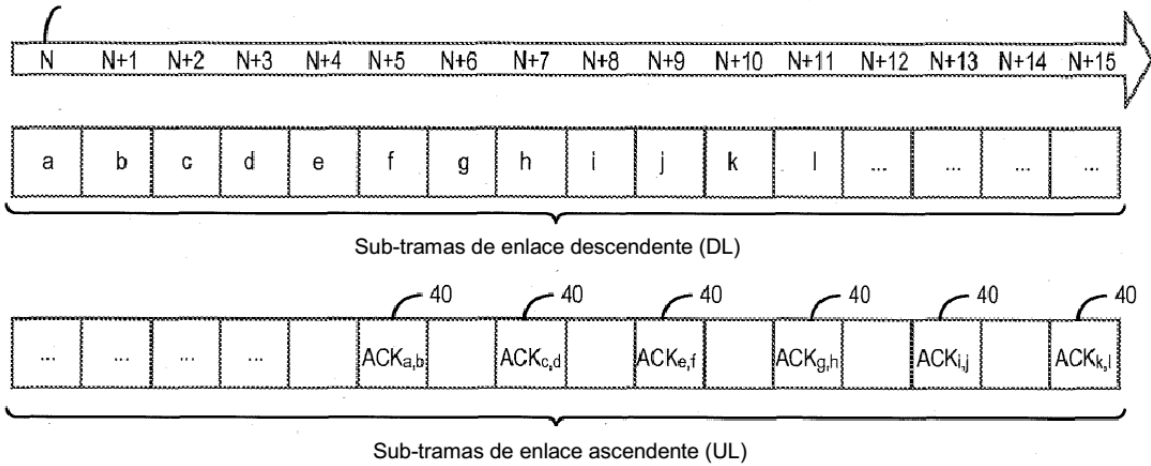 N N+1 N+2 N+3 N+4 N+5 N+6 N+7 N+8 N+9 N+10 N+11 N+12 N+13 N+14 N+15
a b c d e f g h i j k l ... ... ... ...
Sub-tramas de enlace descendente (DL)
40 40 40 40 40 40
... ... ... ... ACKa,b ACKc,d ACKe,f ACKg,h ACKi,j ACKk,l
Sub-tramas de enlace ascendente (UL)